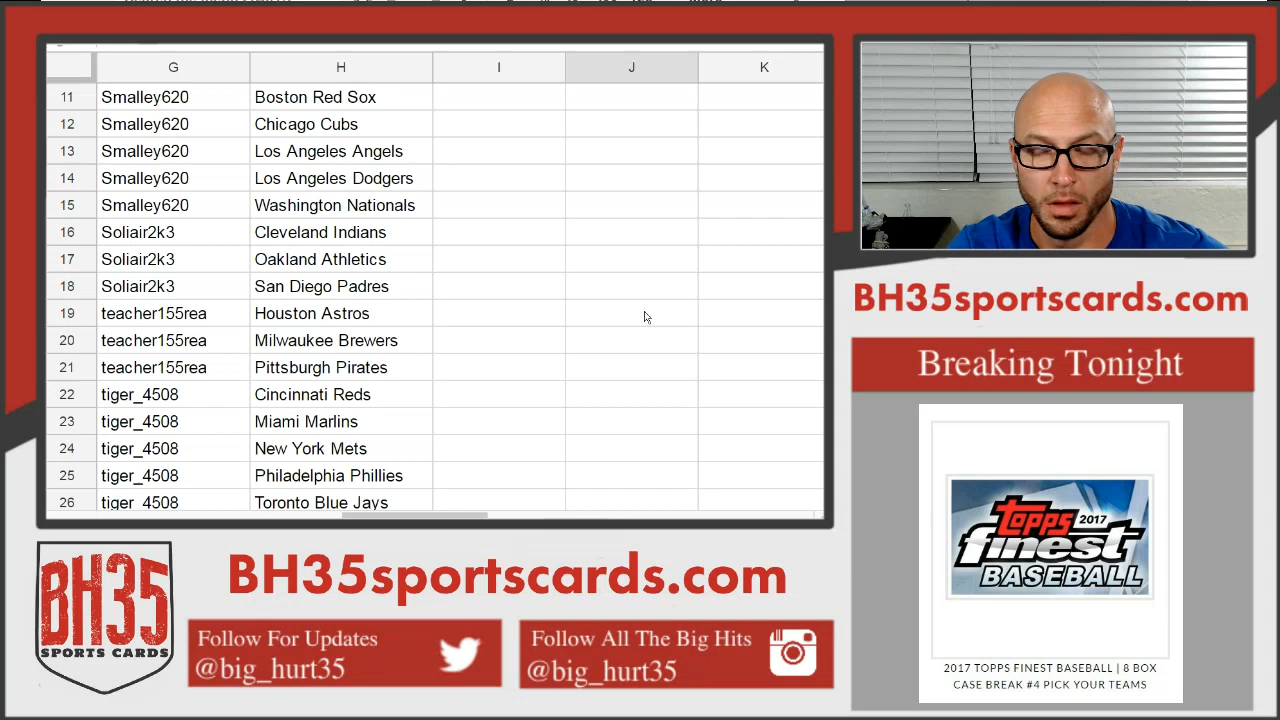 G H I J K
11 Smalley620 Boston Red Sox
12 Smalley620 Chicago Cubs
13 Smalley620 Los Angeles Angels
14 Smalley620 Los Angeles Dodgers
15 Smalley620 Washington Nationals
16 Soliair2k3 Cleveland Indians
17 Soliair2k3 Oakland Athletics
18 Soliair2k3 San Diego Padres
19 teacher155rea Houston Astros
20 teacher155rea Milwaukee Brewers
21 teacher155rea Pittsburgh Pirates
22 tiger_4508 Cincinnati Reds
23 tiger_4508 Miami Marlins
24 tiger_4508 New York Mets
25 tiger_4508 Philadelphia Phillies
26 tiger_4508 Toronto Blue Jays
BH35sportscards.com
Breaking Tonight
TOPPS 2017
finest
BASEBALL
2017 TOPPS FINEST BASEBALL | 8 BOX
CASE BREAK #4 PICK YOUR TEAMS
BH35
SPORTS CARDS
BH35sportscards.com
Follow For Updates
@big_hurt35
Follow All The Big Hits
@big_hurt35